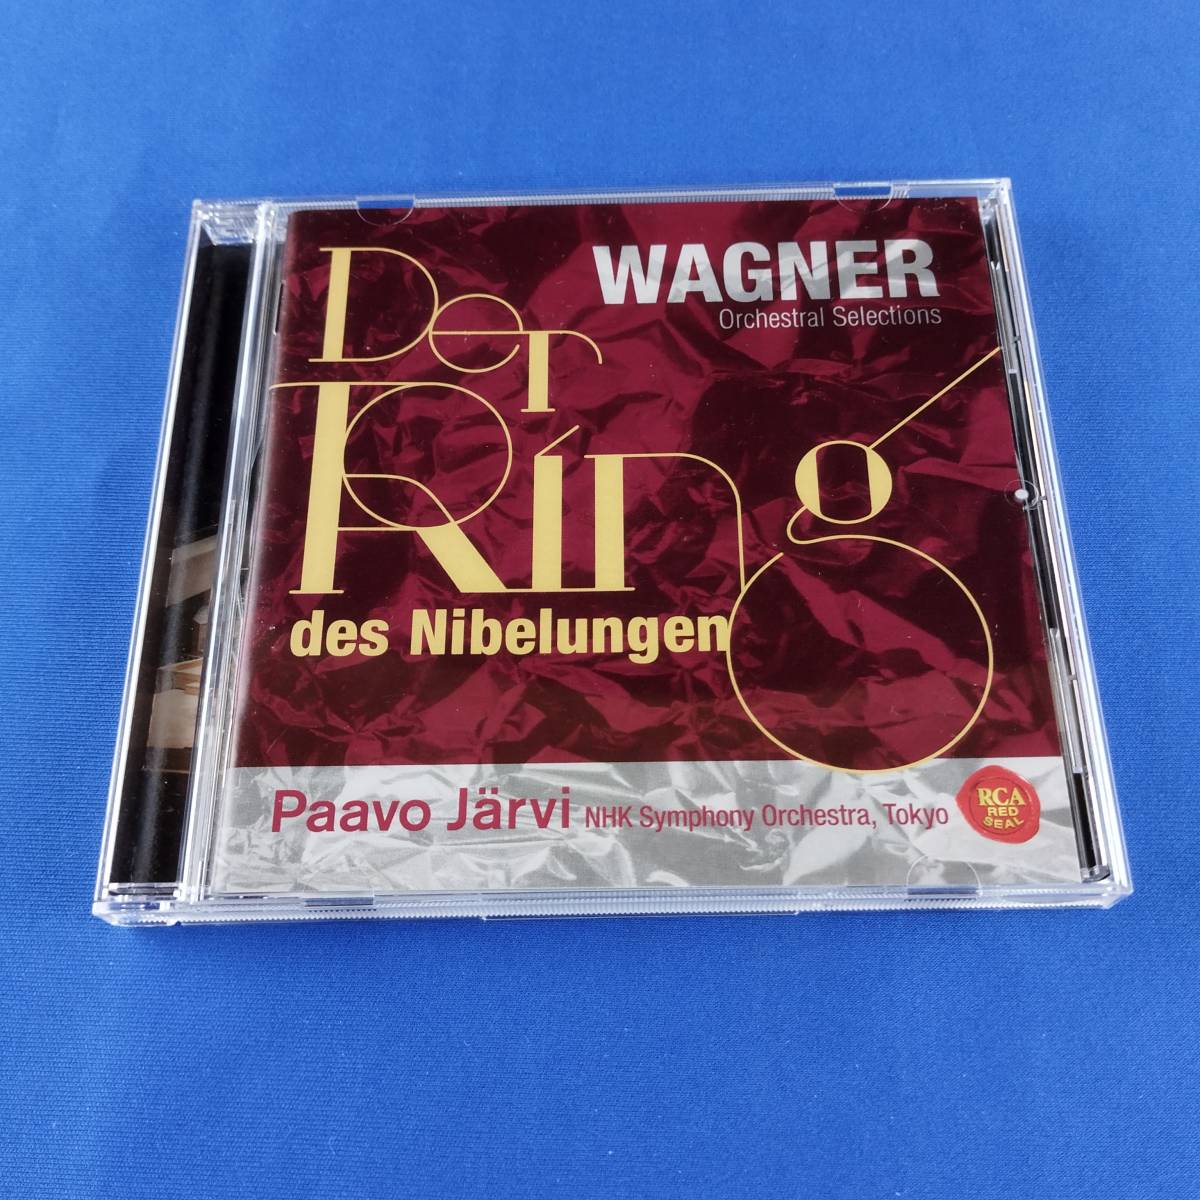 WAGNER
Orchestral Selections
Der
Ring
des Nibelungen
Paavo Järvi NHK Symphony Orchestra, Tokyo
RCA
RED
SEAL